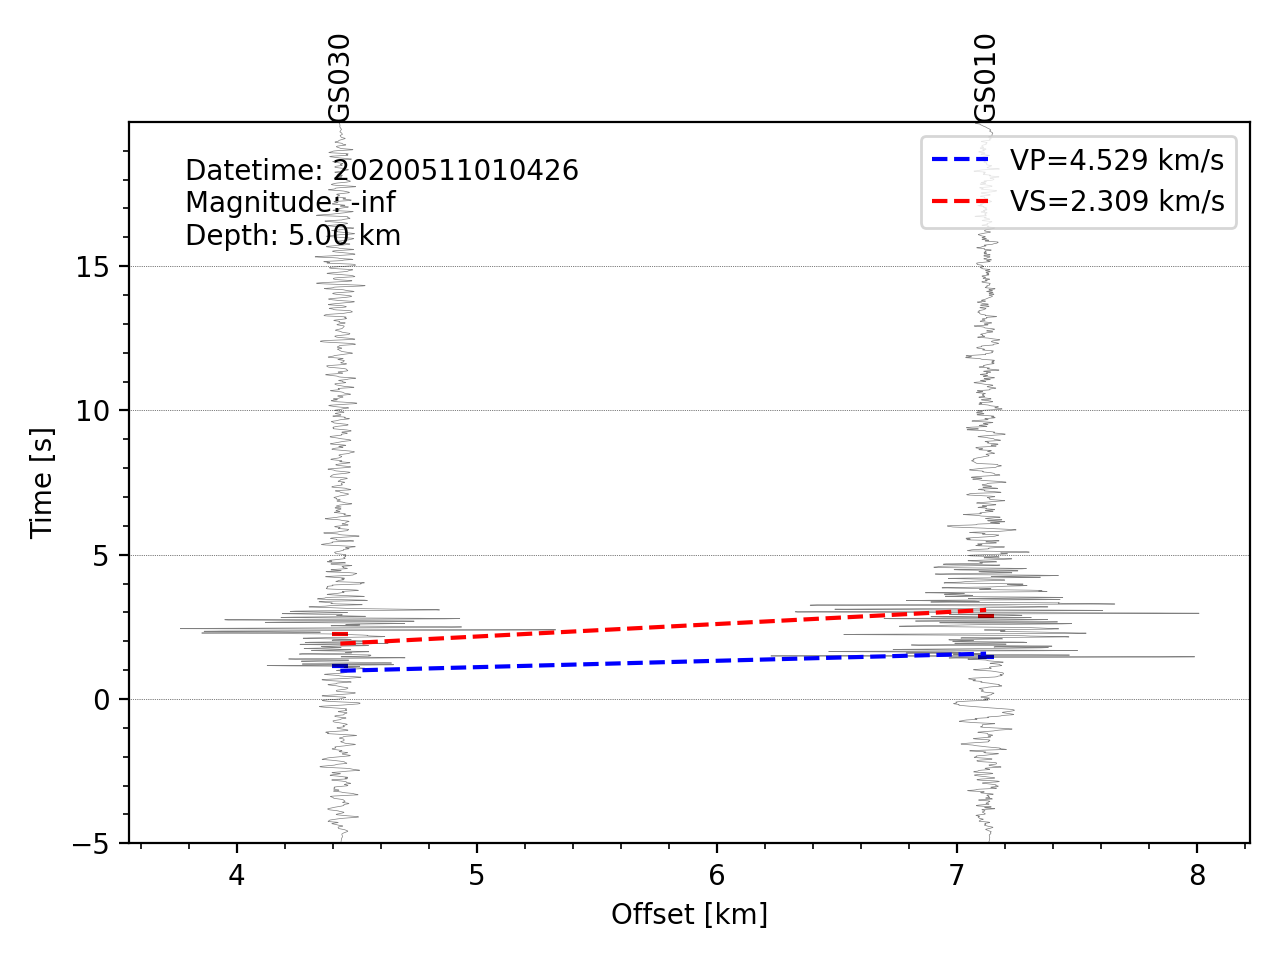 GS030
GS010
Datetime: 20200511010426
Magnitude: -inf
Depth: 5.00 km
VP=4.529 km/s
VS=2.309 km/s
15
10
5
0
−5
Time [s]
4
5
6
7
8
Offset [km]